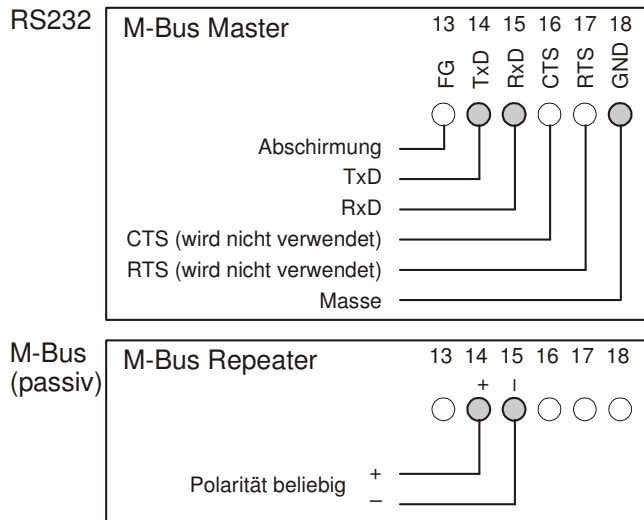 RS232
M-Bus Master
13 14 15 16 17 18
FG TxD RxD CTS RTS GND
Abschirmung
TxD
RxD
CTS (wird nicht verwendet)
RTS (wird nicht verwendet)
Masse
M-Bus
(passiv)
M-Bus Repeater
13 14 15 16 17 18
+ –
Polarität beliebig
+
–